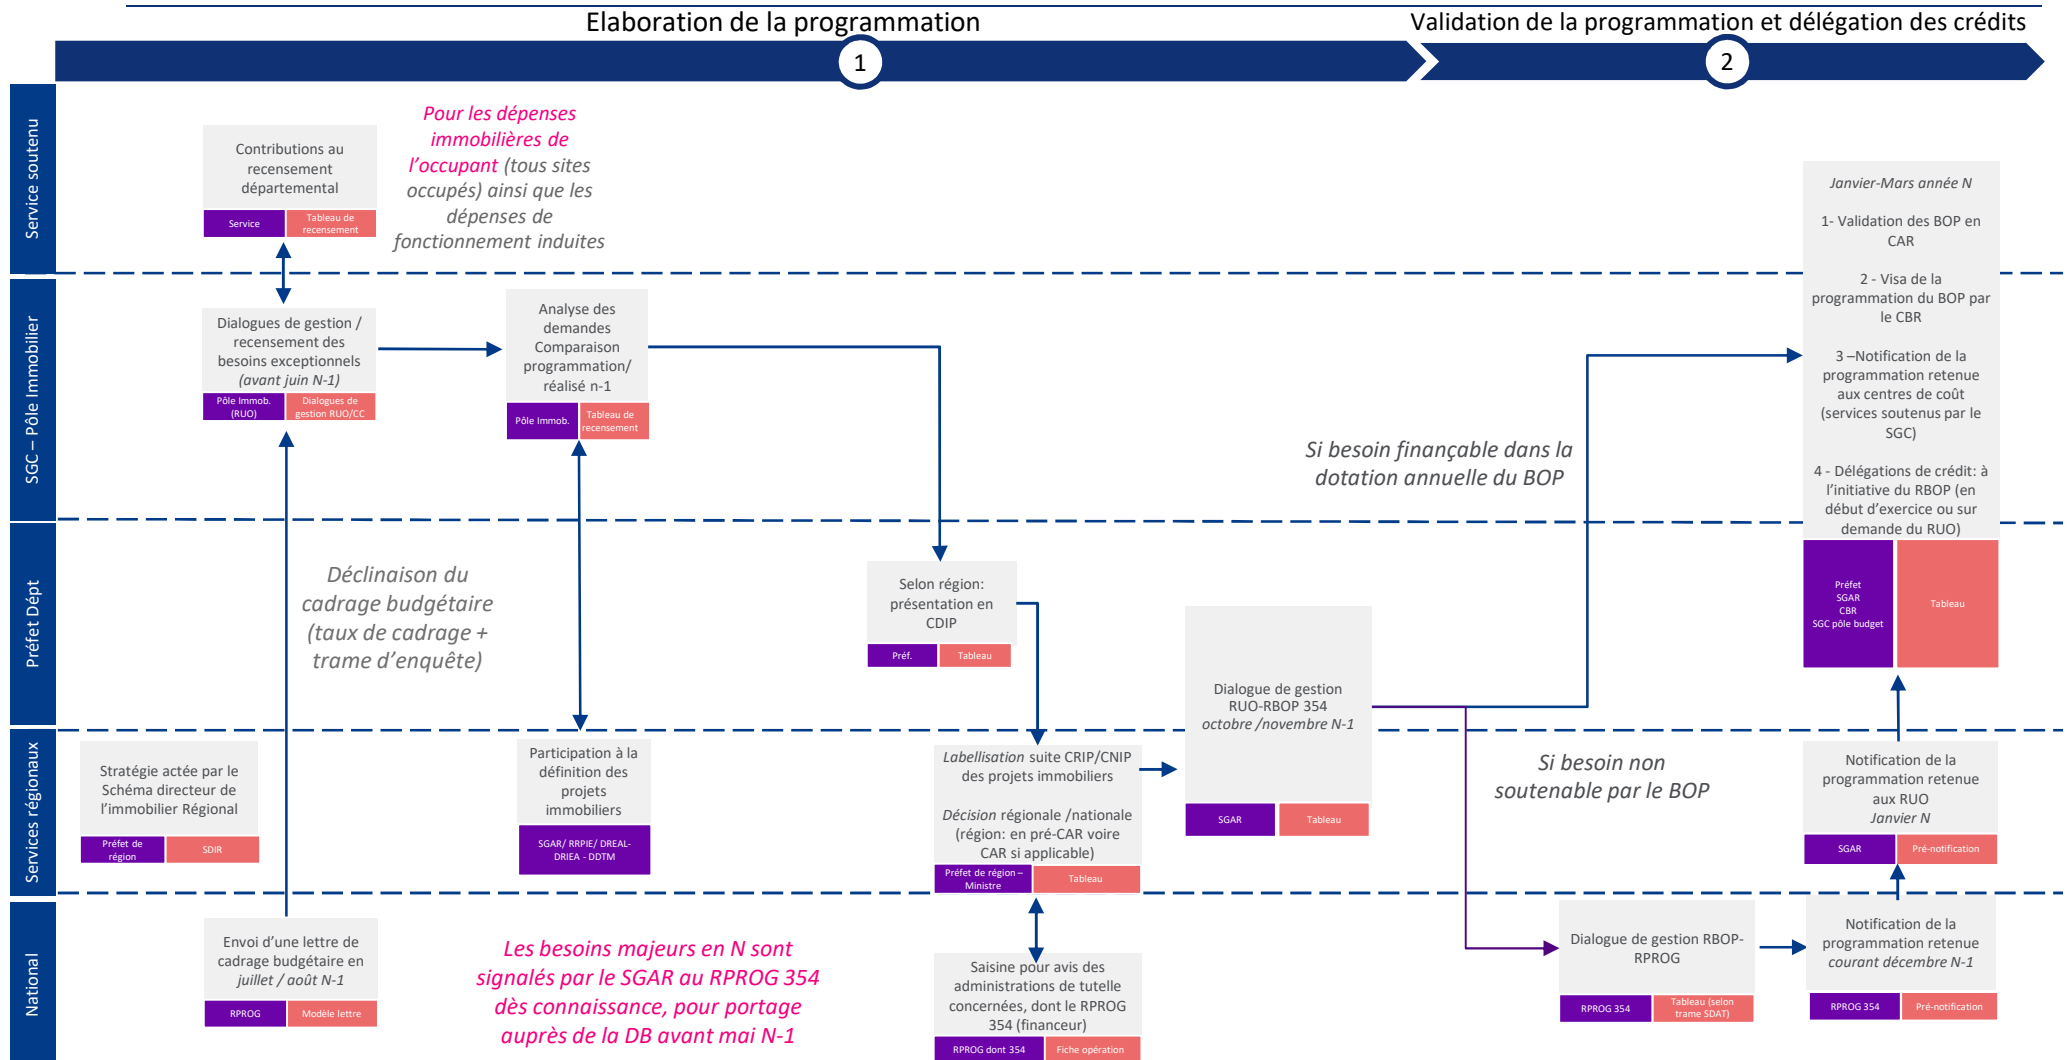 Elaboration de la programmation
Validation de la programmation et délégation des crédits
1
2
Service soutenu
Contributions au
recensement
départemental
Service
Tableau de
recensement
Pour les dépenses
immobilières de
l'occupant (tous sites
occupés) ainsi que les
dépenses de
fonctionnement induites
SGC – Pôle Immobilier
Dialogues de gestion /
recensement des
besoins exceptionnels
(avant juin N-1)
Pôle Immob.
(RUO)
Dialogues de
gestion RUO/CC
Analyse des
demandes
Comparaison
programmation/
réalisé n-1
Pôle Immob.
Tableau de
recensement
Si besoin finançable dans la
dotation annuelle du BOP
Janvier-Mars année N
1- Validation des BOP en
CAR
2 - Visa de la
programmation du BOP par
le CBR
3 –Notification de la
programmation retenue
aux centres de coût
(services soutenus par le
SGC)
4 - Délégations de crédit: à
l'initiative du RBOP (en
début d'exercice ou sur
demande du RUO)
Préfet
SGAR
CBR
SGC pôle budget
Tableau
Préfet Dépt
Déclinaison du
cadrage budgétaire
(taux de cadrage +
trame d'enquête)
Selon région:
présentation en
CDIP
Préf.
Tableau
Dialogue de gestion
RUO-RBOP 354
octobre /novembre N-1
SGAR
Tableau
Services régionaux
Stratégie actée par le
Schéma directeur de
l'immobilier Régional
Préfet de
région
SDIR
Participation à la
définition des
projets
immobiliers
SGAR/ RRPIE/ DREAL-
DRIEA - DDTM
Labellisation suite CRIP/CNIP
des projets immobiliers
Décision régionale /nationale
(région: en pré-CAR voire
CAR si applicable)
Préfet de région –
Ministre
Tableau
Si besoin non
soutenable par le BOP
Notification de la
programmation retenue
aux RUO
Janvier N
SGAR
Pré-notification
National
Envoi d'une lettre de
cadrage budgétaire en
juillet / août N-1
RPROG
Modèle lettre
Les besoins majeurs en N sont
signalés par le SGAR au RPROG 354
dès connaissance, pour portage
auprès de la DB avant mai N-1
Saisine pour avis des
administrations de tutelle
concernées, dont le RPROG
354 (financeur)
RPROG dont 354
Fiche opération
Dialogue de gestion RBOP-
RPROG
RPROG 354
Tableau (selon
trame SDAT)
Notification de la
programmation retenue
courant décembre N-1
RPROG 354
Pré-notification